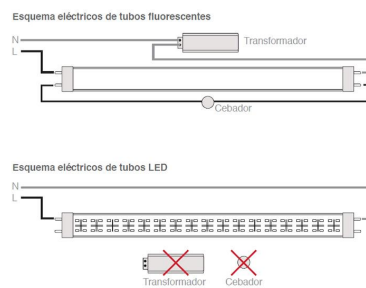 Esquema eléctricos de tubos fluorescentes
N
Transformador
L
Cebador
Esquema eléctricos de tubos LED
N
L
Transformador Cebador